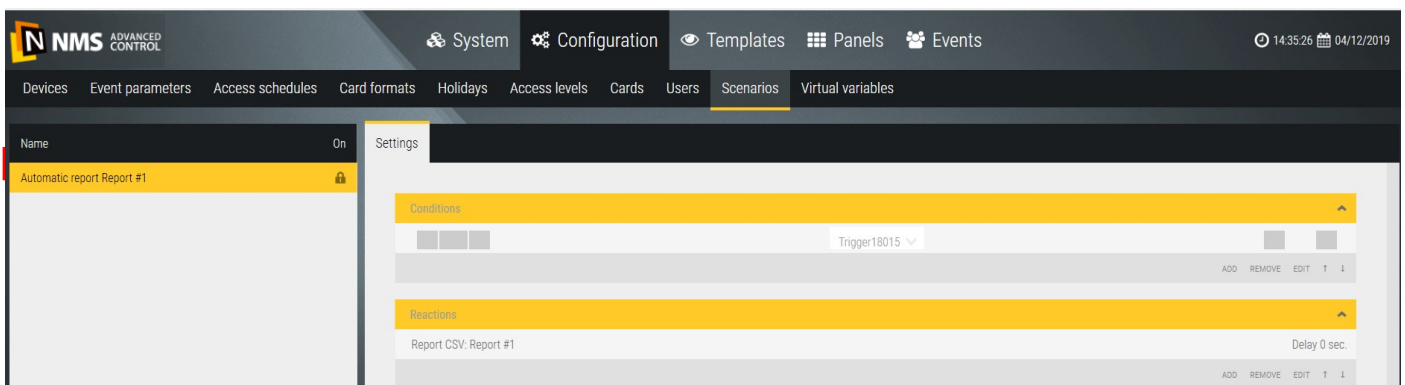 NMS ADVANCED CONTROL System Configuration Templates Panels Events 14:35:26 04/12/2019
Devices Event parameters Access schedules Card formats Holidays Access levels Cards Users Scenarios Virtual variables
Name On Settings
Automatic report Report #1
Conditions
Trigger18015
ADD REMOVE EDIT ↑ ↓
Reactions
Report CSV: Report #1 Delay 0 sec.
ADD REMOVE EDIT ↑ ↓